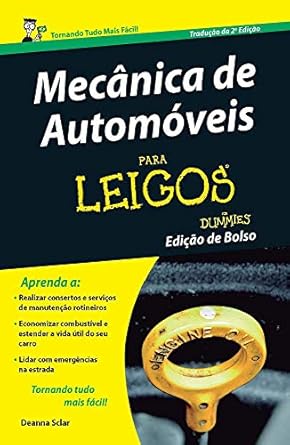 Tornando Tudo Mais Fácil!
Tradução da 2ª Edição
Mecânica de
Automóveis
PARA
LEIGOS
FOR
DUMMIES
Edição de Bolso
Aprenda a:
• Realizar consertos e serviços
de manutenção rotineiros
• Economizar combustível e
estender a vida útil do seu
carro
• Lidar com emergências
na estrada
Tornando tudo
mais fácil!
Deanna Sclar
ENGINE OIL